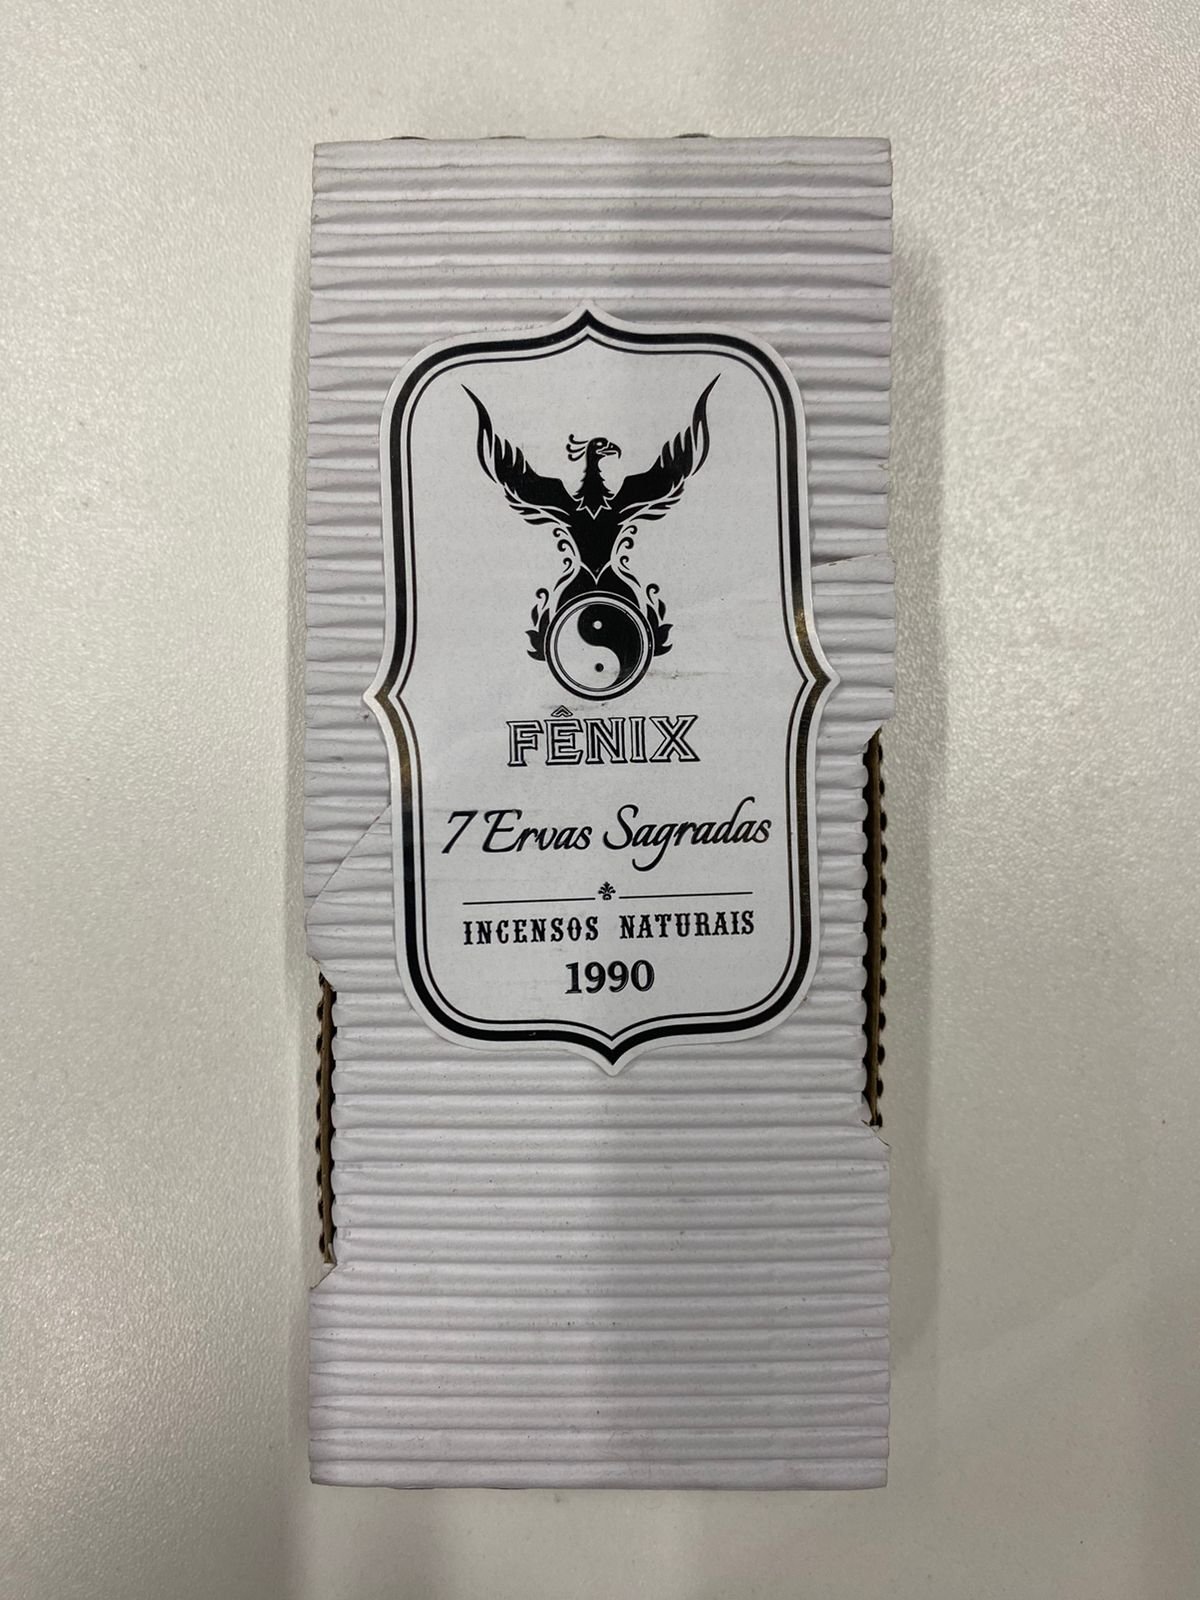 FÊNIX
7 Ervas Sagradas
INCENSOS NATURAIS
1990